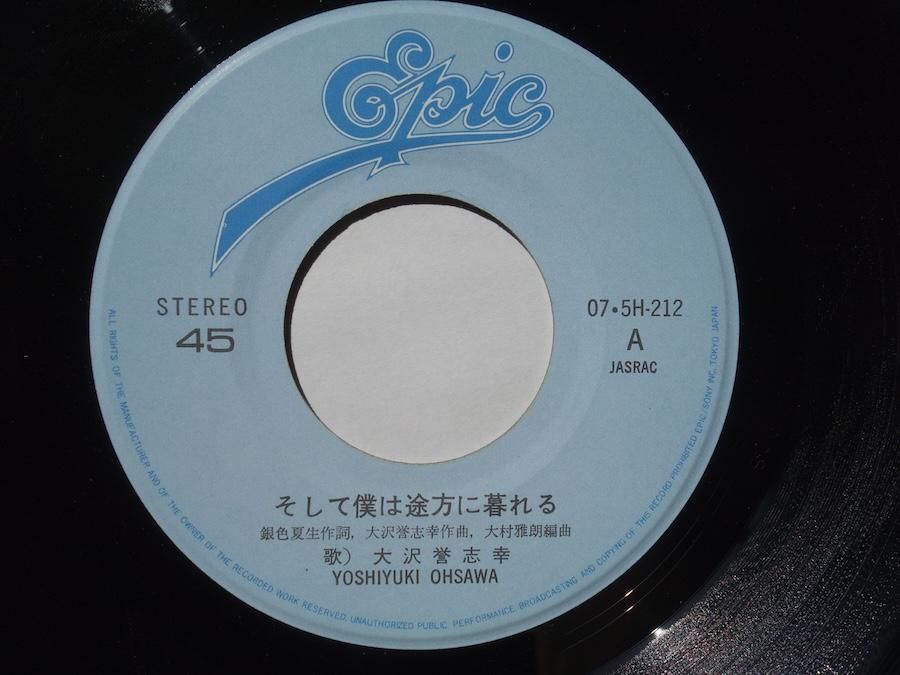 Epic
STEREO
45
07•5H-212
A
JASRAC
そして僕は途方に暮れる
銀色夏生作詞, 大沢誉志幸作曲, 大村雅朗編曲
歌) 大沢誉志幸
YOSHIYUKI OHSAWA
ALL RIGHTS OF THE MANUFACTURER AND OF THE OWNER OF THE RECORDED WORK RESERVED, UNAUTHORIZED PUBLIC PERFORMANCE, BROADCASTING AND COPYING OF THIS RECORD PROHIBITED EPIC/SONY INC. TOKYO JAPAN